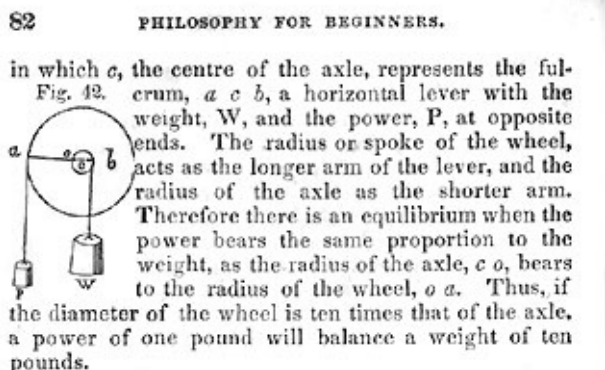 82 PHILOSOPHY FOR BEGINNERS.
in which c, the centre of the axle, represents the ful-
Fig. 42. crum, a c b, a horizontal lever with the
weight, W, and the power, P, at opposite
ends. The radius or spoke of the wheel,
acts as the longer arm of the lever, and the
radius of the axle as the shorter arm.
Therefore there is an equilibrium when the
power bears the same proportion to the
weight, as the radius of the axle, c o, bears
to the radius of the wheel, o a. Thus, if
the diameter of the wheel is ten times that of the axle,
a power of one pound will balance a weight of ten
pounds.
a
b
P
W